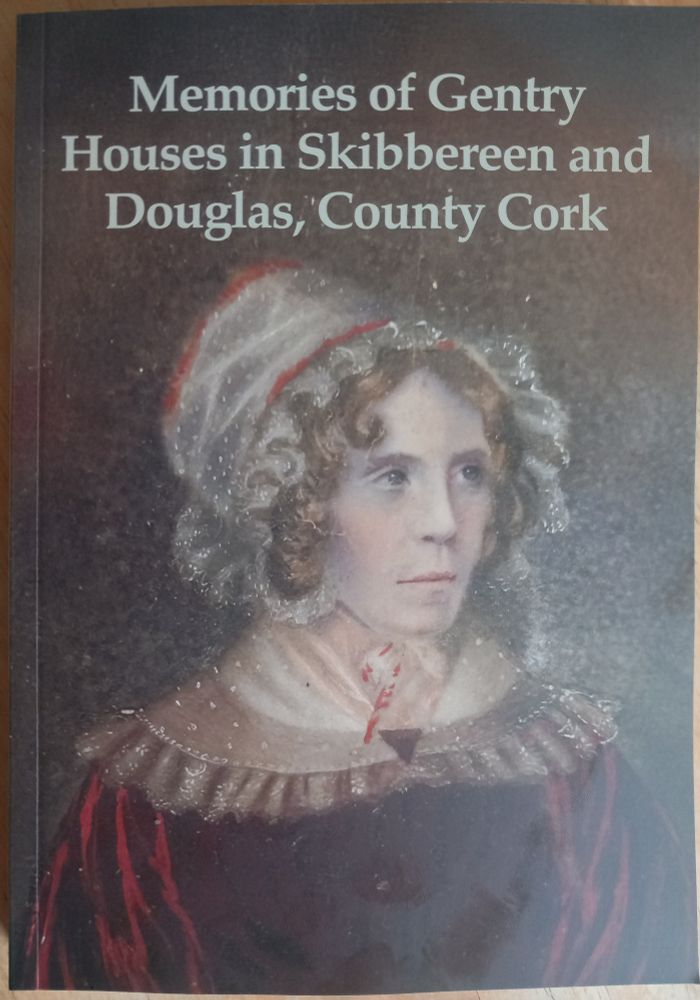 Memories of Gentry
Houses in Skibbereen and
Douglas, County Cork